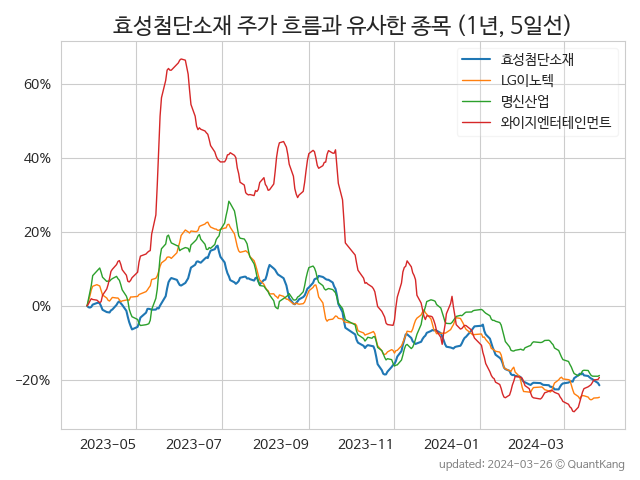 효성첨단소재 주가 흐름과 유사한 종목 (1년, 5일선)
효성첨단소재
LG이노텍
명신산업
와이지엔터테인먼트
60%
40%
20%
0%
−20%
2023-05 2023-07 2023-09 2023-11 2024-01 2024-03
updated: 2024-03-26 © QuantKang